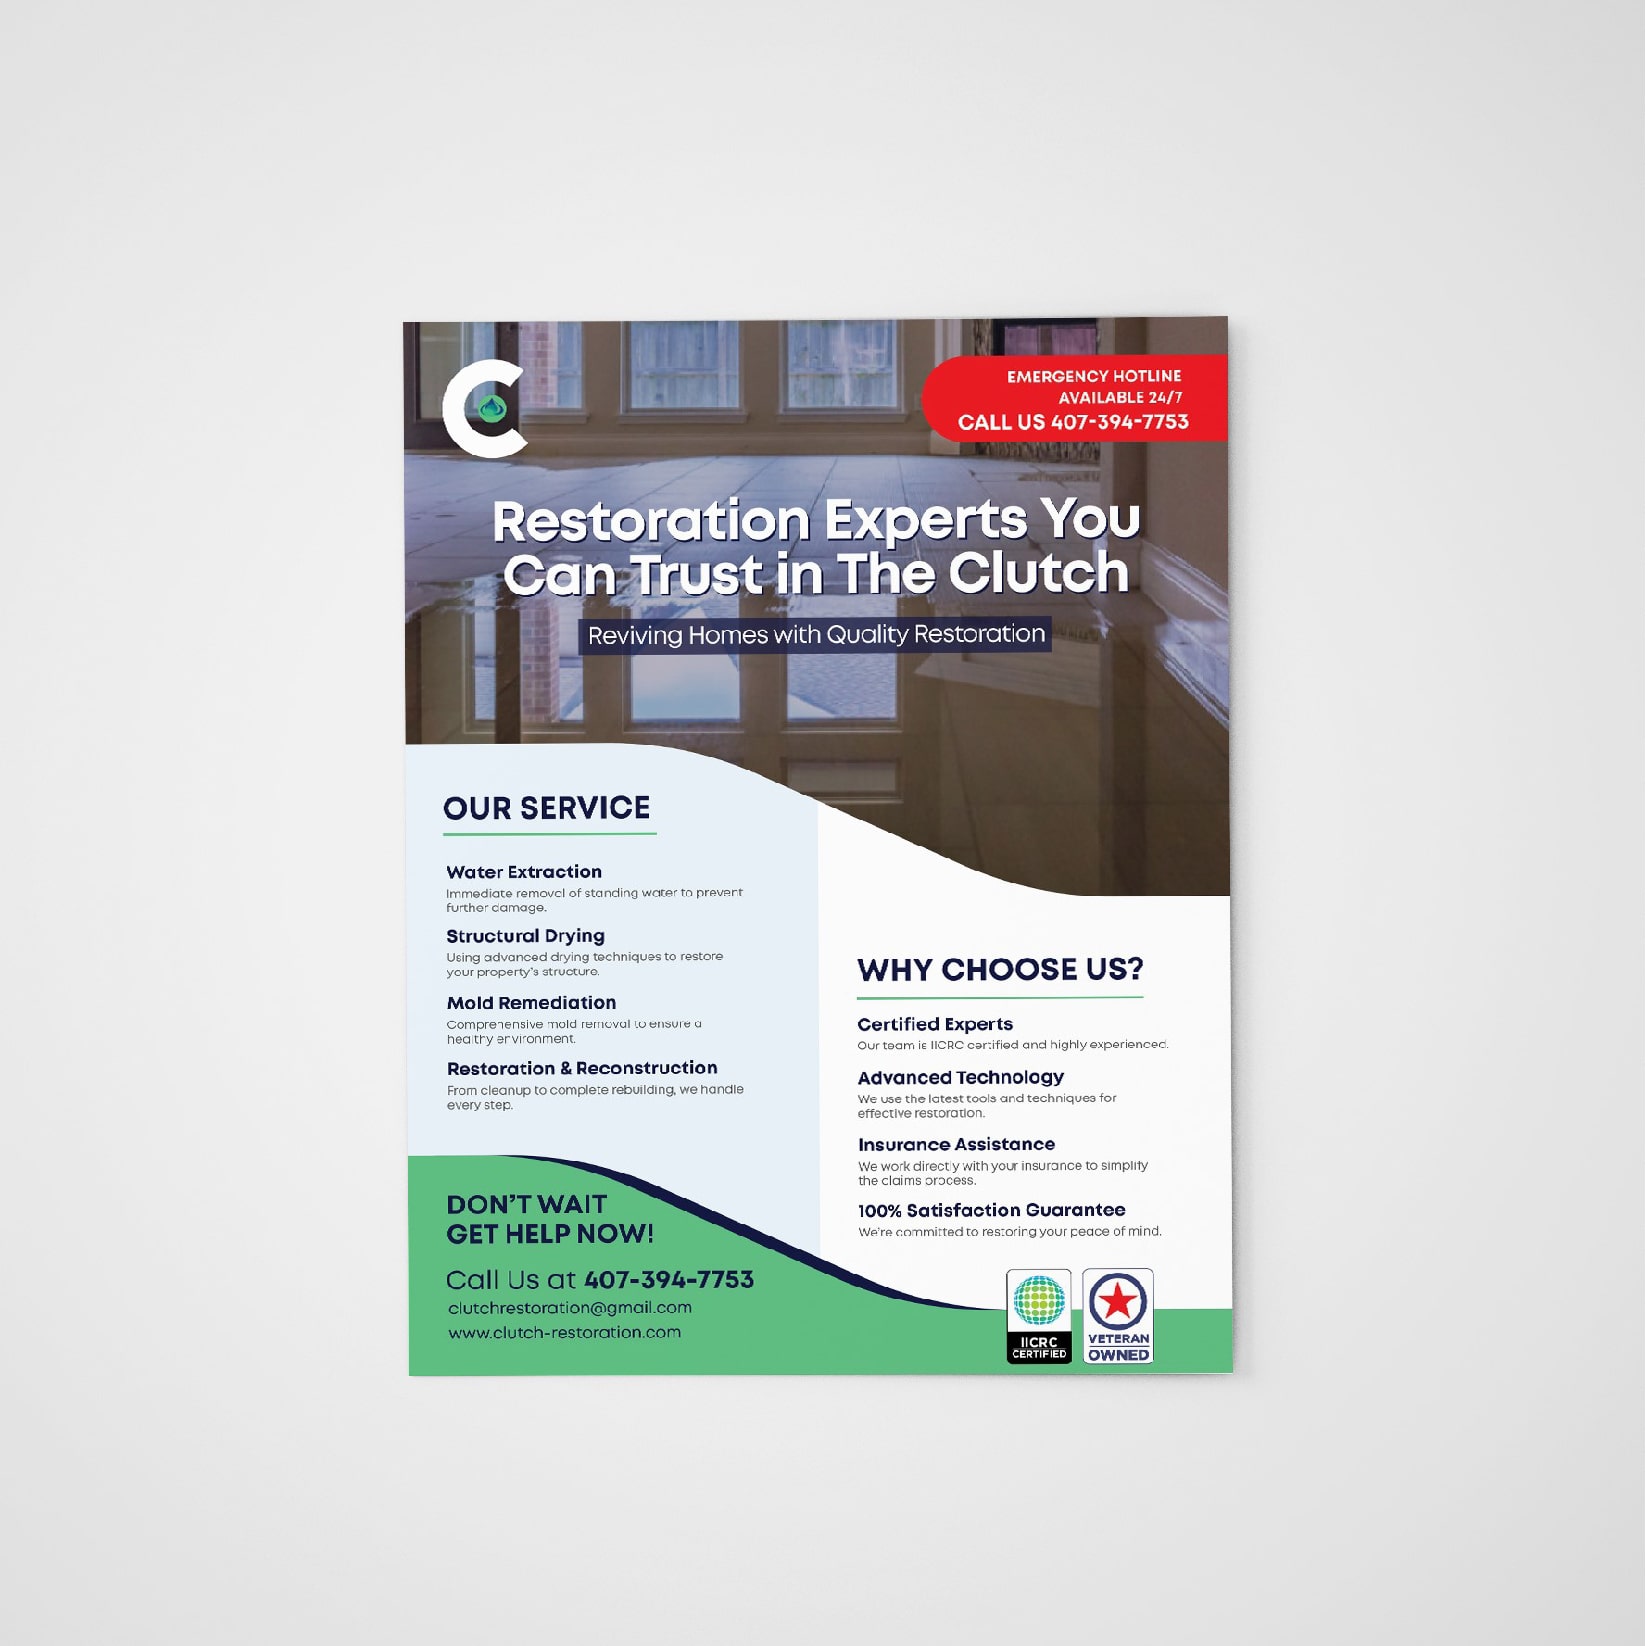 EMERGENCY HOTLINE
AVAILABLE 24/7
CALL US 407-394-7753
Restoration Experts You
Can Trust in The Clutch
Reviving Homes with Quality Restoration
OUR SERVICE
Water Extraction
Immediate removal of standing water to prevent
further damage.
Structural Drying
Using advanced drying techniques to restore
your property's structure.
Mold Remediation
Comprehensive mold removal to ensure a
healthy environment.
Restoration & Reconstruction
From cleanup to complete rebuilding, we handle
every step.
WHY CHOOSE US?
Certified Experts
Our team is IICRC certified and highly experienced.
Advanced Technology
We use the latest tools and techniques for
effective restoration.
Insurance Assistance
We work directly with your insurance to simplify
the claims process.
100% Satisfaction Guarantee
We're committed to restoring your peace of mind.
DON'T WAIT
GET HELP NOW!
Call Us at 407-394-7753
clutchrestoration@gmail.com
www.clutch-restoration.com
IICRC
CERTIFIED
VETERAN
OWNED